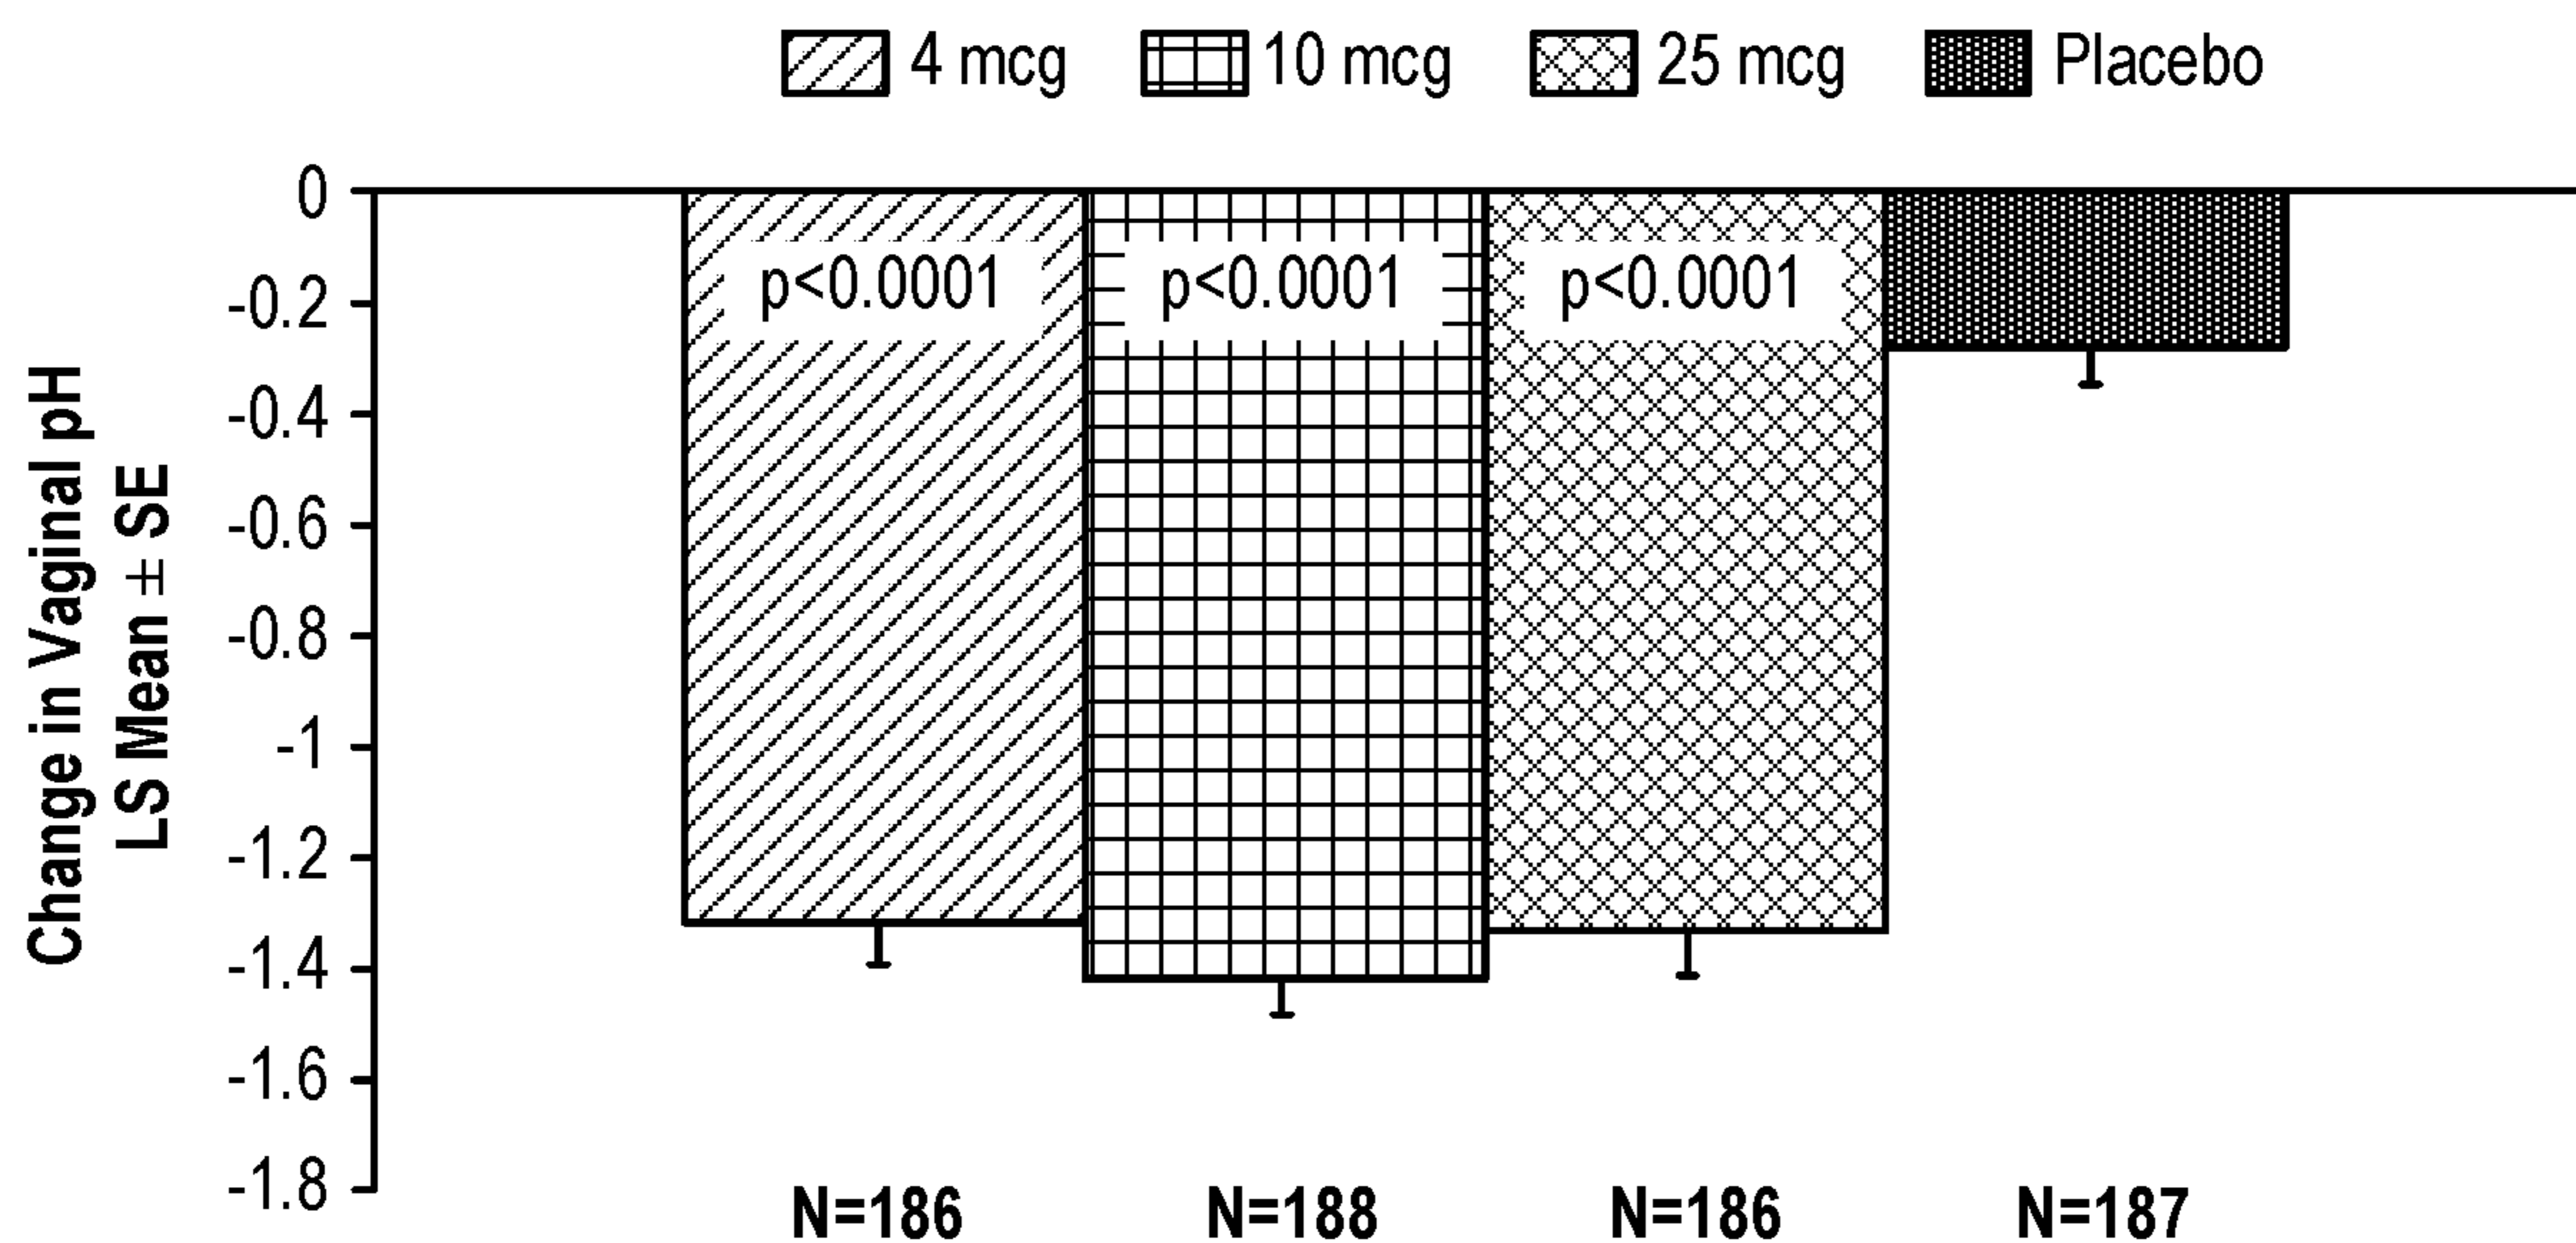 4 mcg 10 mcg 25 mcg Placebo
Change in Vaginal pH
LS Mean ± SE
0
-0.2
-0.4
-0.6
-0.8
-1
-1.2
-1.4
-1.6
-1.8
p<0.0001 p<0.0001 p<0.0001
N=186 N=188 N=186 N=187